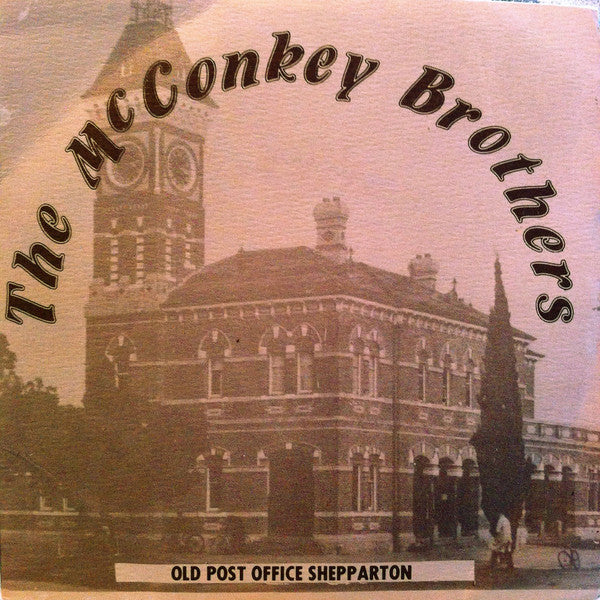 The McConkey Brothers
OLD POST OFFICE SHEPPARTON